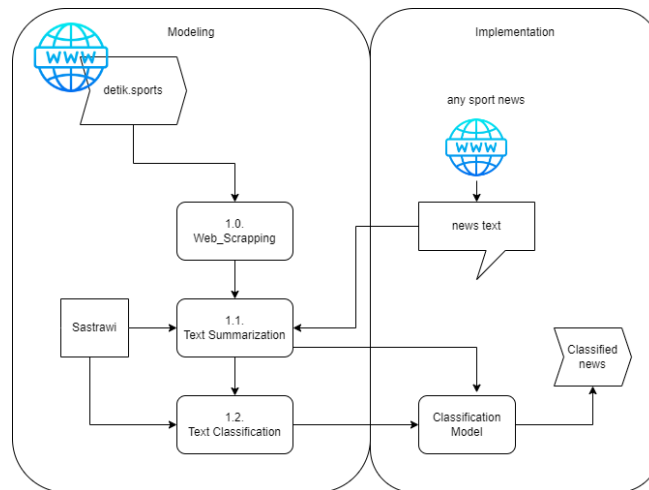 Modeling
Implementation
WWW
detik.sports
any sport news
WWW
1.0.
Web_Scrapping
news text
Sastrawi
1.1.
Text Summarization
Classified
news
1.2.
Text Classification
Classification
Model